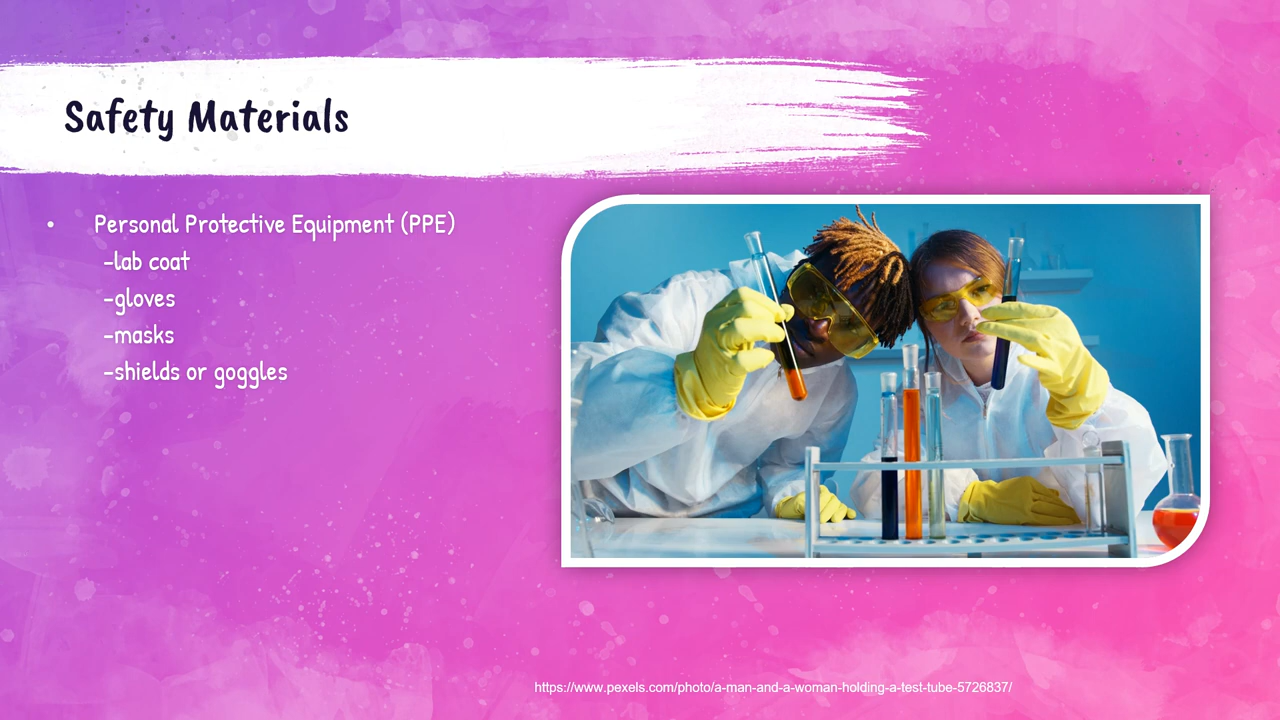 Safety Materials
• Personal Protective Equipment (PPE)
-lab coat
-gloves
-masks
-shields or goggles
https://www.pexels.com/photo/a-man-and-a-woman-holding-a-test-tube-5726837/